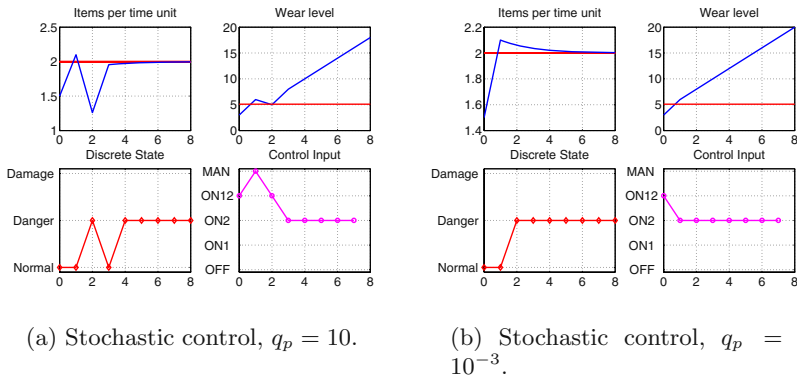 Items per time unit
2.5
2
1.5
1
0 2 4 6 8
Wear level
20
15
10
5
0
0 2 4 6 8
Discrete State
Damage
Danger
Normal
0 2 4 6 8
Control Input
MAN
ON12
ON2
ON1
OFF
0 2 4 6 8
(a) Stochastic control, q_p = 10.
Items per time unit
2.2
2
1.8
1.6
1.4
0 2 4 6 8
Wear level
20
15
10
5
0
0 2 4 6 8
Discrete State
Damage
Danger
Normal
0 2 4 6 8
Control Input
MAN
ON12
ON2
ON1
OFF
0 2 4 6 8
(b) Stochastic control, q_p =
10^{-3}.